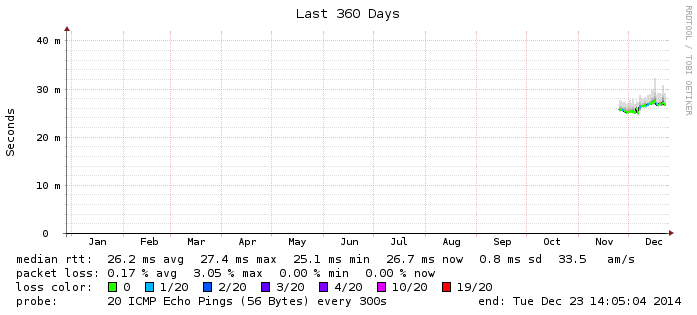 Last 360 Days
RRDTOOL / TOBI OETIKER
Seconds
40 m
30 m
20 m
10 m
0
Jan Feb Mar Apr May Jun Jul Aug Sep Oct Nov Dec
median rtt: 26.2 ms avg 27.4 ms max 25.1 ms min 26.7 ms now 0.8 ms sd 33.5 am/s
packet loss: 0.17 % avg 3.05 % max 0.00 % min 0.00 % now
loss color: 0 1/20 2/20 3/20 4/20 10/20 19/20
probe: 20 ICMP Echo Pings (56 Bytes) every 300s end: Tue Dec 23 14:05:04 2014